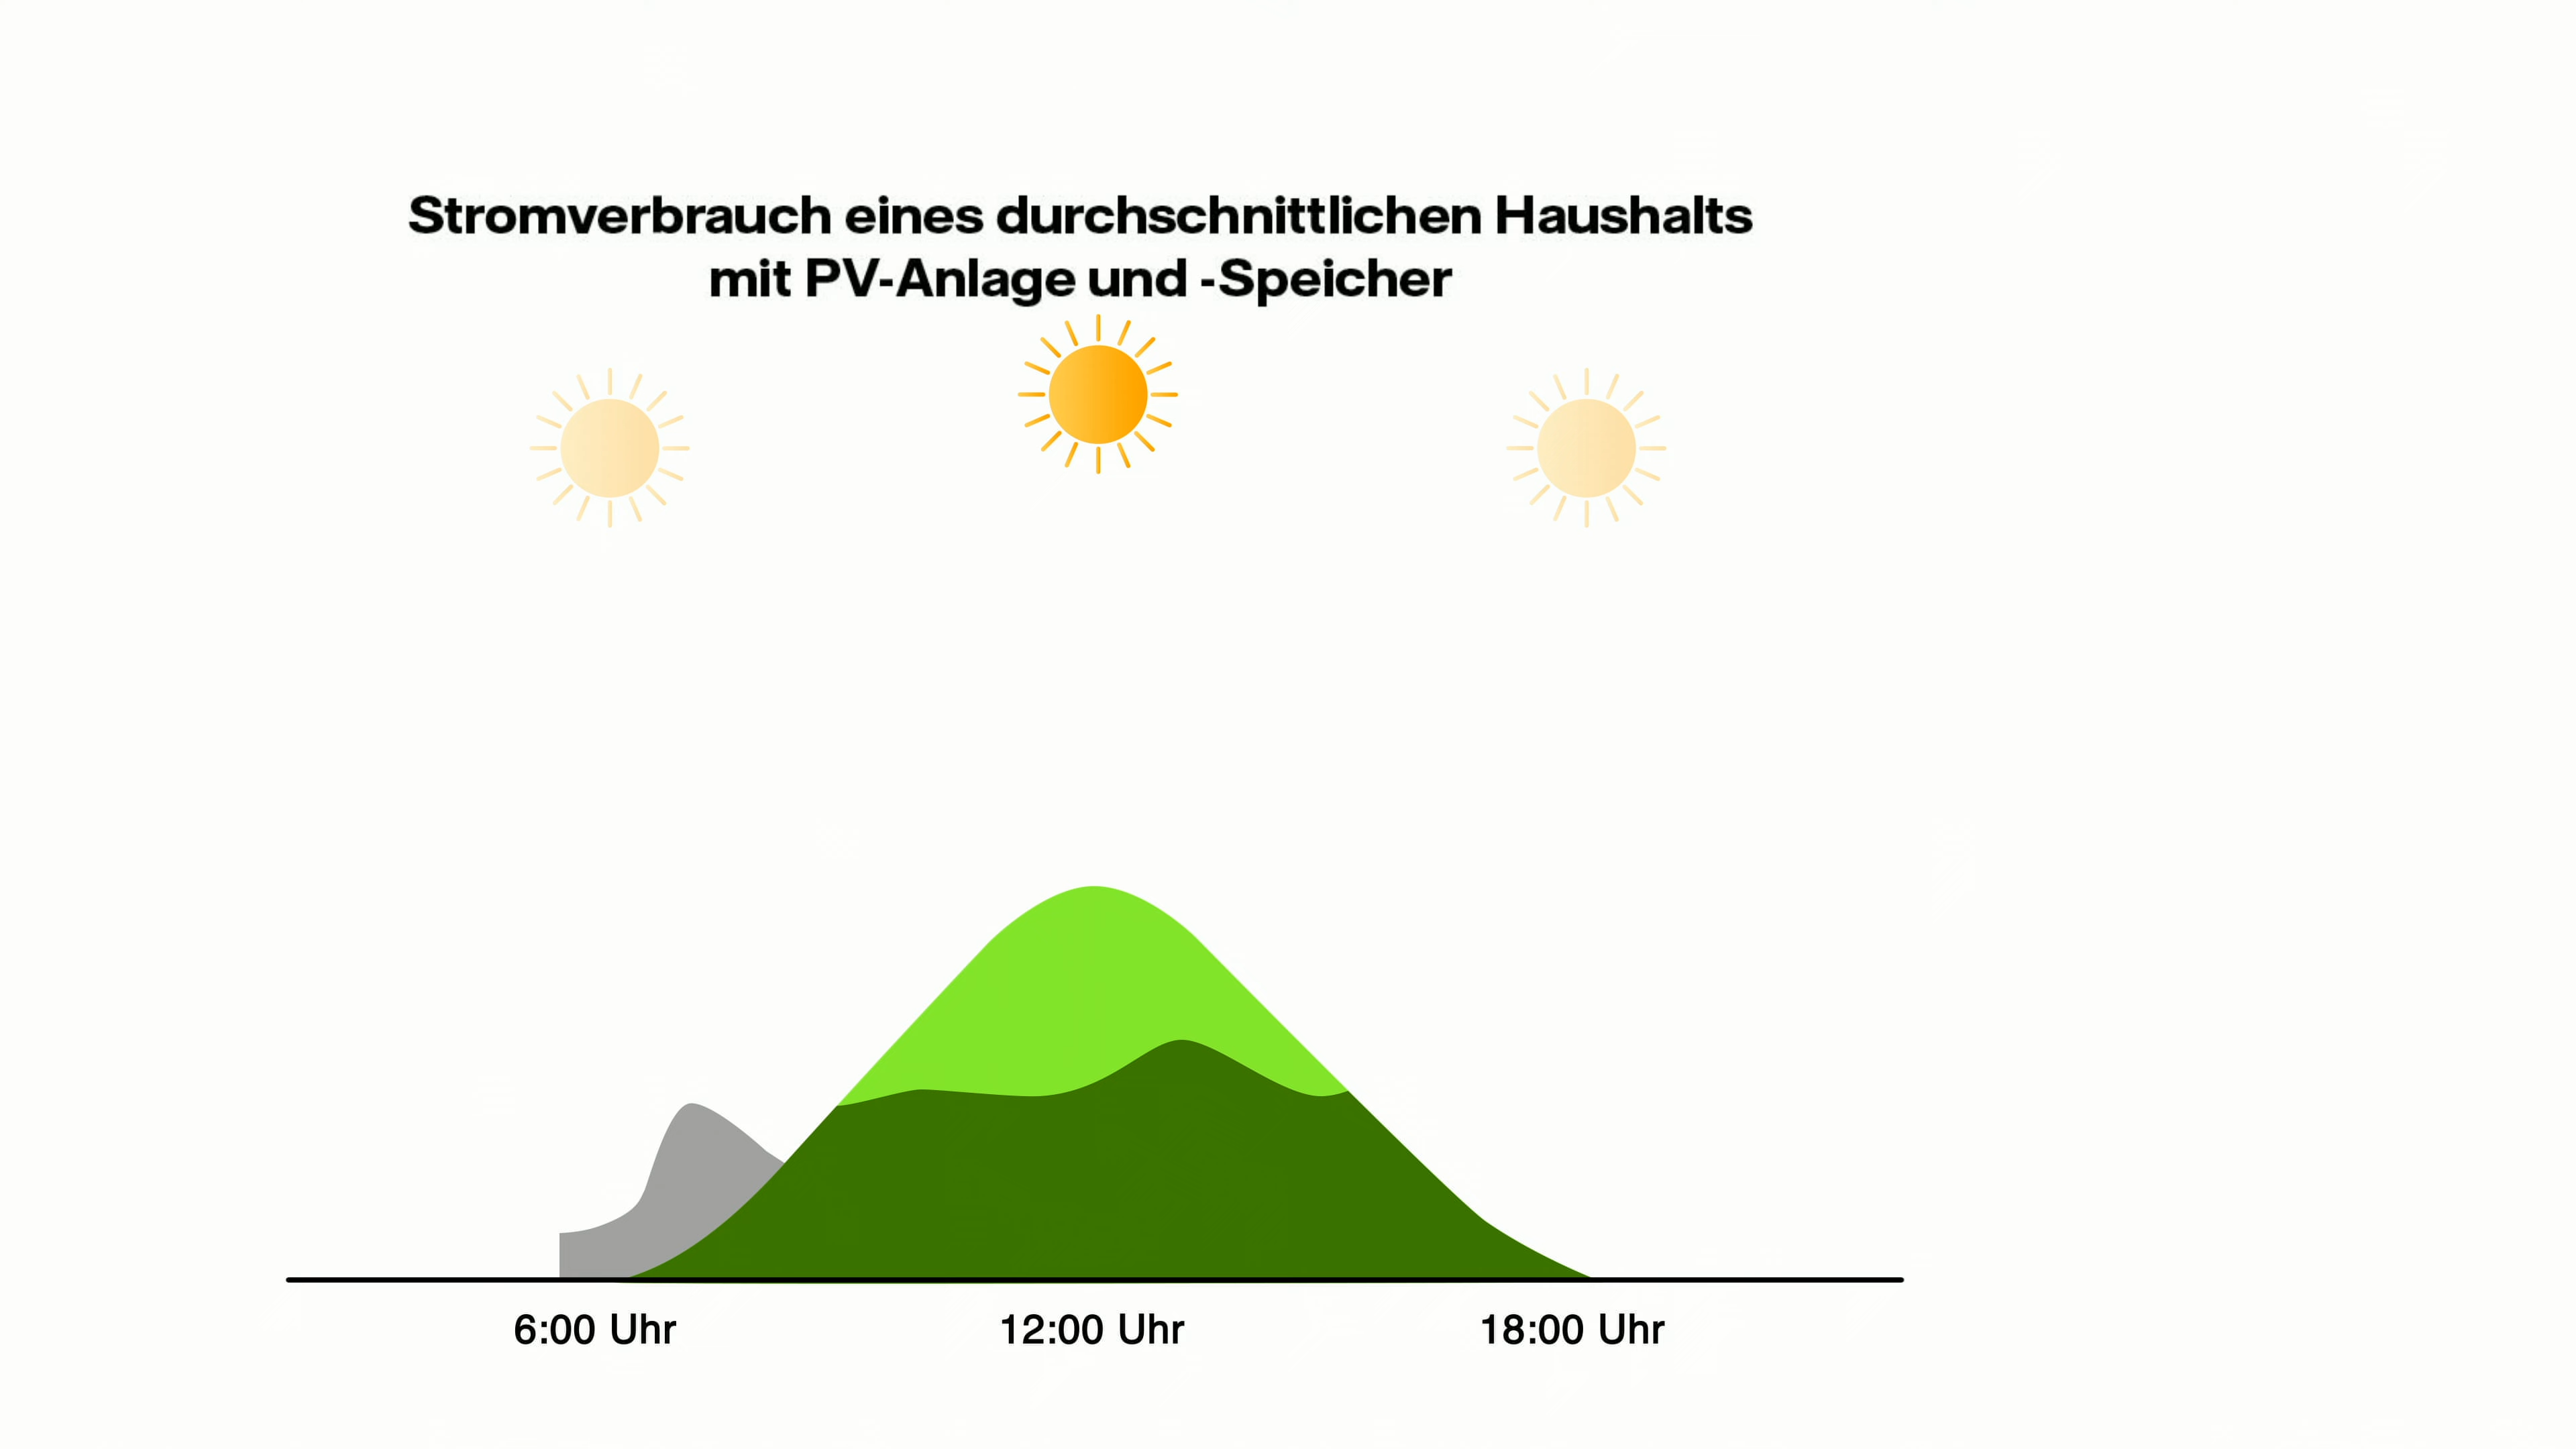 Stromverbrauch eines durchschnittlichen Haushalts
mit PV-Anlage und -Speicher
6:00 Uhr
12:00 Uhr
18:00 Uhr